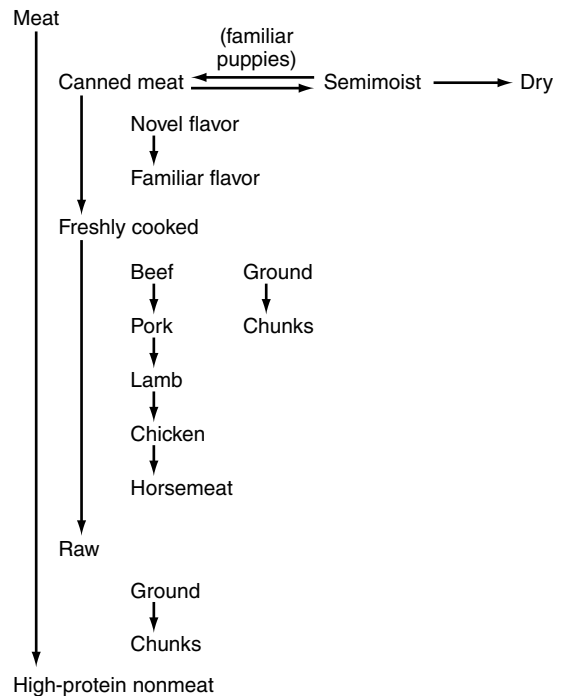 Meat
(familiar
puppies)
Canned meat Semimoist Dry
Novel flavor
Familiar flavor
Freshly cooked
Beef Ground
Pork Chunks
Lamb
Chicken
Horsemeat
Raw
Ground
Chunks
High-protein nonmeat